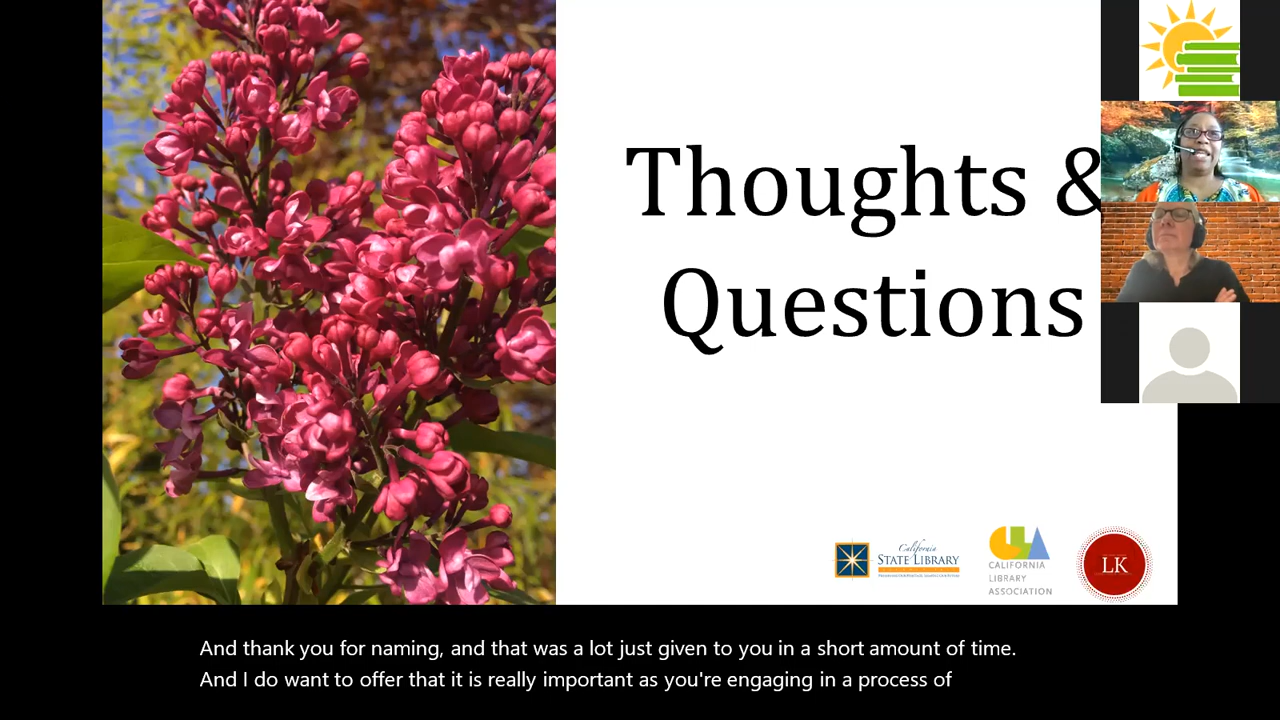 Thoughts &
Questions
California
STATE LIBRARY
CALIFORNIA
LIBRARY
ASSOCIATION
LK
And thank you for naming, and that was a lot just given to you in a short amount of time.
And I do want to offer that it is really important as you're engaging in a process of